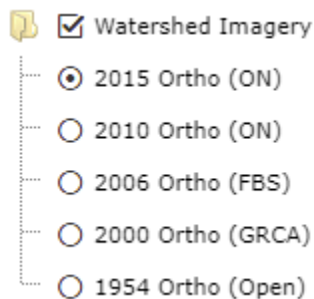 Watershed Imagery
2015 Ortho (ON)
2010 Ortho (ON)
2006 Ortho (FBS)
2000 Ortho (GRCA)
1954 Ortho (Open)